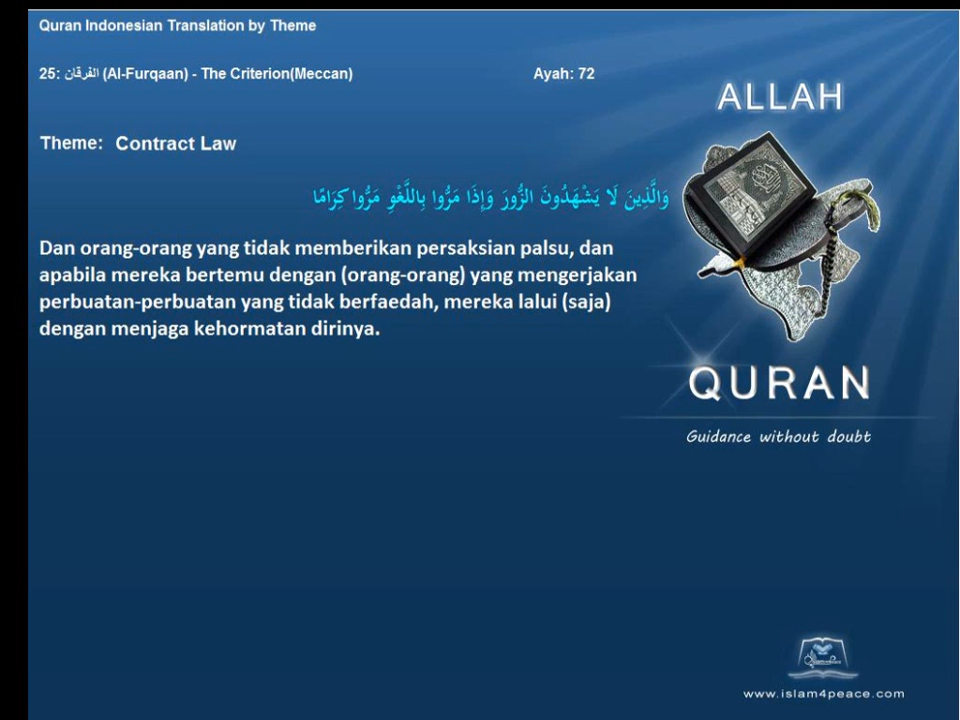 Quran Indonesian Translation by Theme
25: الفرقان (Al-Furqaan) - The Criterion(Meccan) Ayah: 72
ALLAH
Theme: Contract Law
وَالَّذِينَ لَا يَشْهَدُونَ الزُّورَ وَإِذَا مَرُّوا بِاللَّغْوِ مَرُّوا كِرَامًا
Dan orang-orang yang tidak memberikan persaksian palsu, dan
apabila mereka bertemu dengan (orang-orang) yang mengerjakan
perbuatan-perbuatan yang tidak berfaedah, mereka lalui (saja)
dengan menjaga kehormatan dirinya.
QURAN
Guidance without doubt
www.islam4peace.com